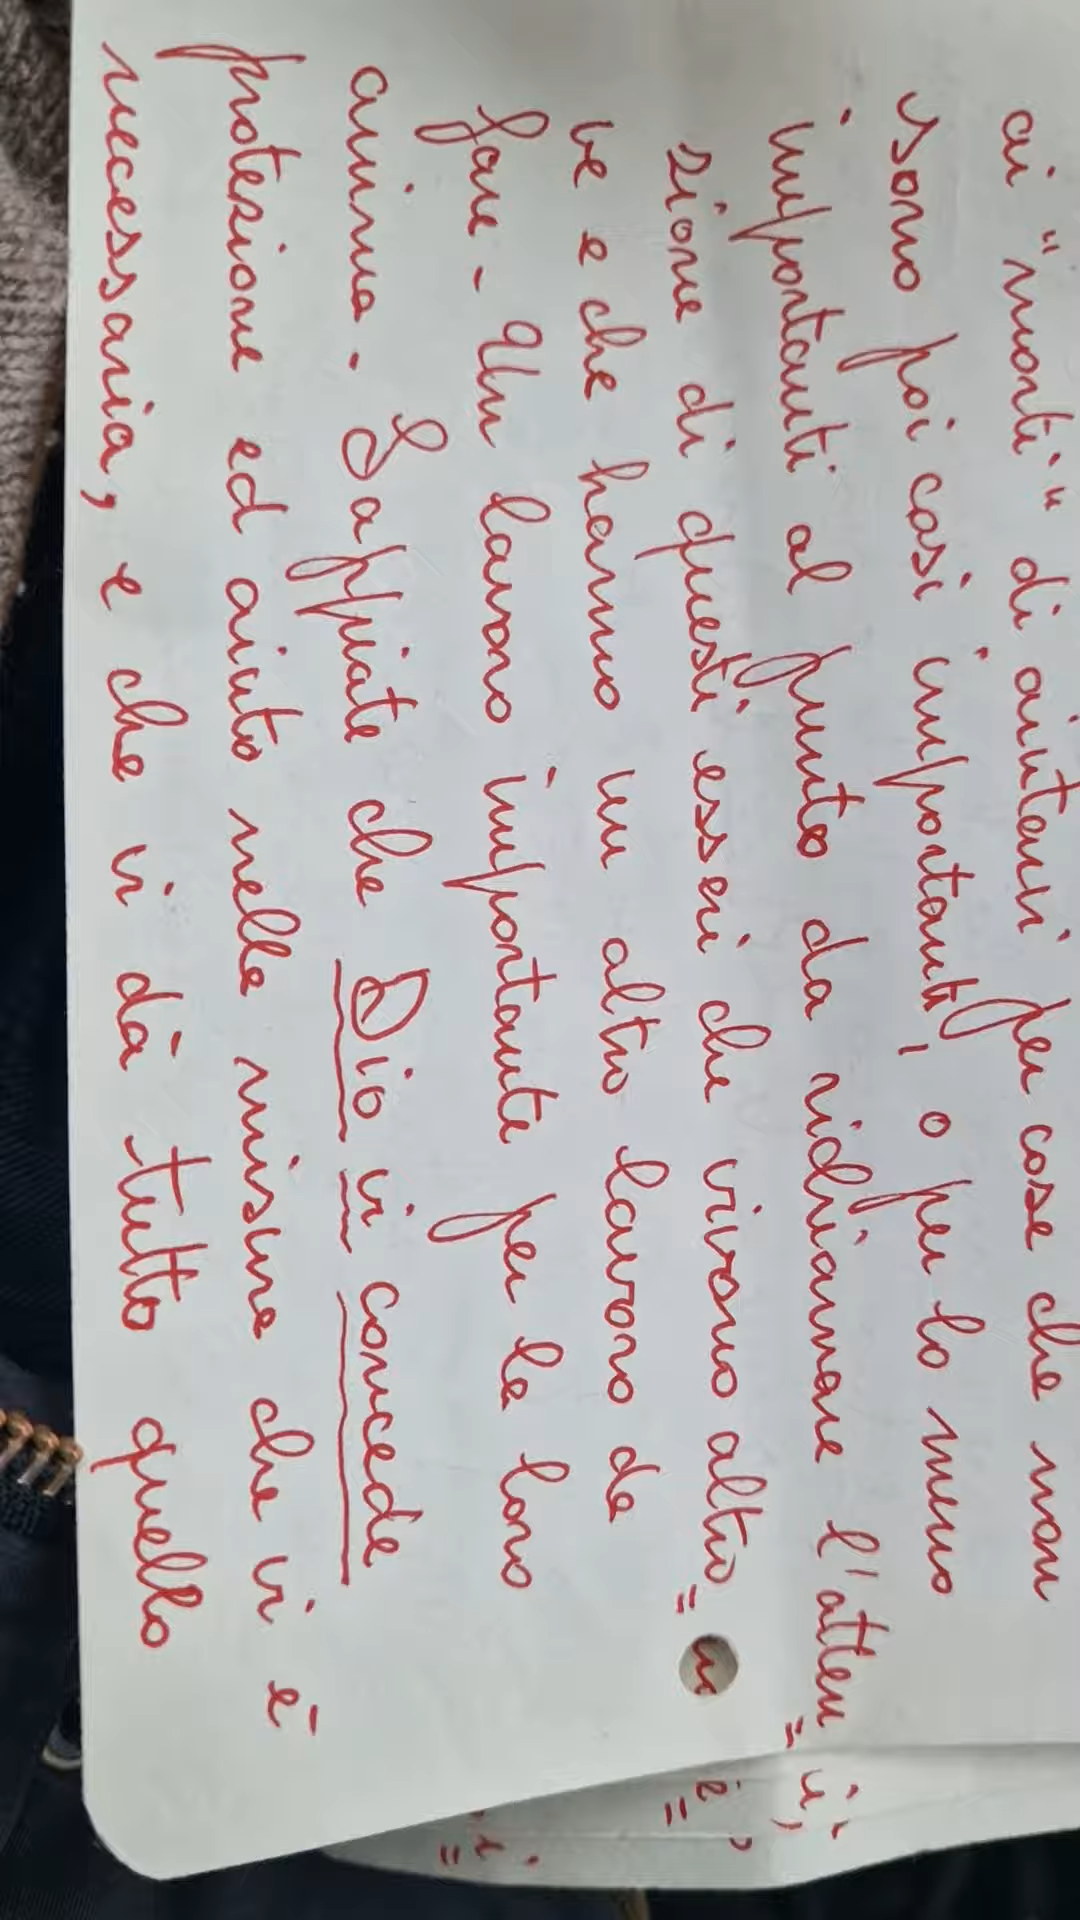 ai "morti" di aiutarvi per cose che non
sono poi così importanti, o per lo meno
importanti al punto da richiamare l'atten=
zione di questi esseri che vivono altro=
ve e che hanno un altro lavoro da
fare - Un lavoro importante per la loro
anima. Sappiate che Dio vi concede
protezione ed aiuto nella misura che vi é
necessaria, e che vi dà tutto quello